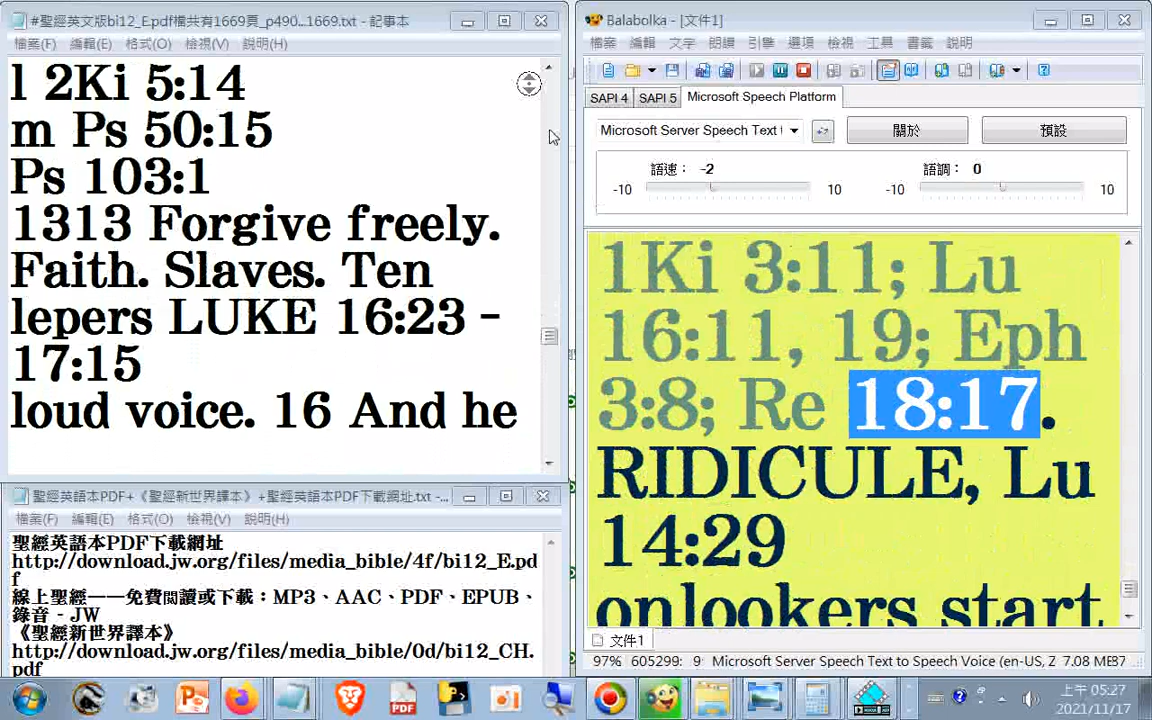 #聖經英文版bi12_E.pdf檔共有1669頁_p490...1669.txt - 記事本
檔案(F) 編輯(E) 格式(O) 檢視(V) 說明(H)
l 2Ki 5:14
m Ps 50:15
Ps 103:1
1313 Forgive freely.
Faith. Slaves. Ten
lepers LUKE 16:23 -
17:15
loud voice. 16 And he
聖經英語本PDF+《聖經新世界譯本》+聖經英語本PDF下載網址.txt -...
檔案(F) 編輯(E) 格式(O) 檢視(V) 說明(H)
聖經英語本PDF下載網址
http://download.jw.org/files/media_bible/4f/bi12_E.pd
f
線上聖經──免費閱讀或下載：MP3、AAC、PDF、EPUB、
錄音 - JW
《聖經新世界譯本》
http://download.jw.org/files/media_bible/0d/bi12_CH.
pdf
Balabolka - [文件1]
檔案 編輯 文字 朗讀 引擎 選項 檢視 工具 書籤 說明
SAPI 4 SAPI 5 Microsoft Speech Platform
Microsoft Server Speech Text 關於 預設
語速： -2 語調： 0
-10 10 -10 10
1Ki 3:11; Lu
16:11, 19; Eph
3:8; Re 18:17.
RIDICULE, Lu
14:29
onlookers start
文件1
97% 605299: 9 Microsoft Server Speech Text to Speech Voice (en-US, Z 7.08 MB
上午 05:27
2021/11/17